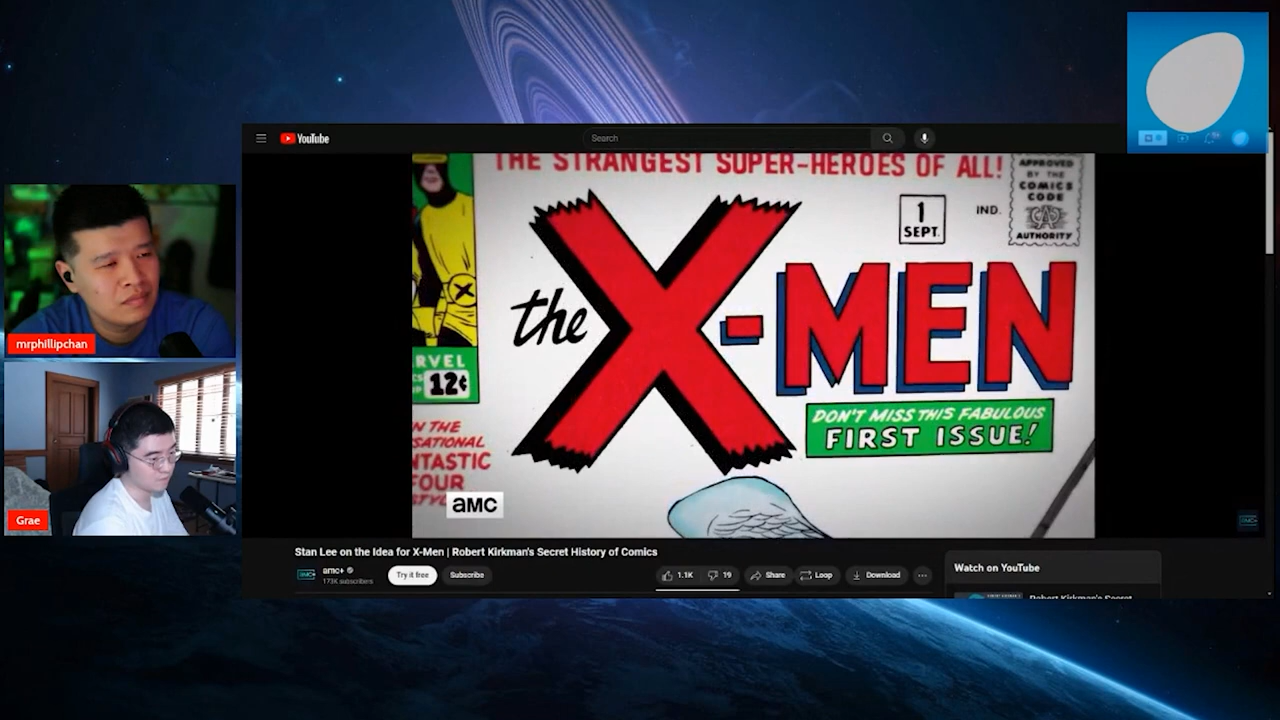 YouTube
Search
THE STRANGEST SUPER-HEROES OF ALL!
APPROVED
BY THE
COMICS
CODE
CA
AUTHORITY
1
SEPT.
IND.
the X-MEN
RVEL
12¢
DON'T MISS THIS FABULOUS
FIRST ISSUE!
N THE
SATIONAL
NTASTIC
FOUR
STYL
amc
mrphillipchan
Grae
Stan Lee on the Idea for X-Men | Robert Kirkman's Secret History of Comics
amc+
173K subscribers
Try it free
Subscribe
1.1K
19
Share
Loop
Download
Watch on YouTube
Robert Kirkman's Secret